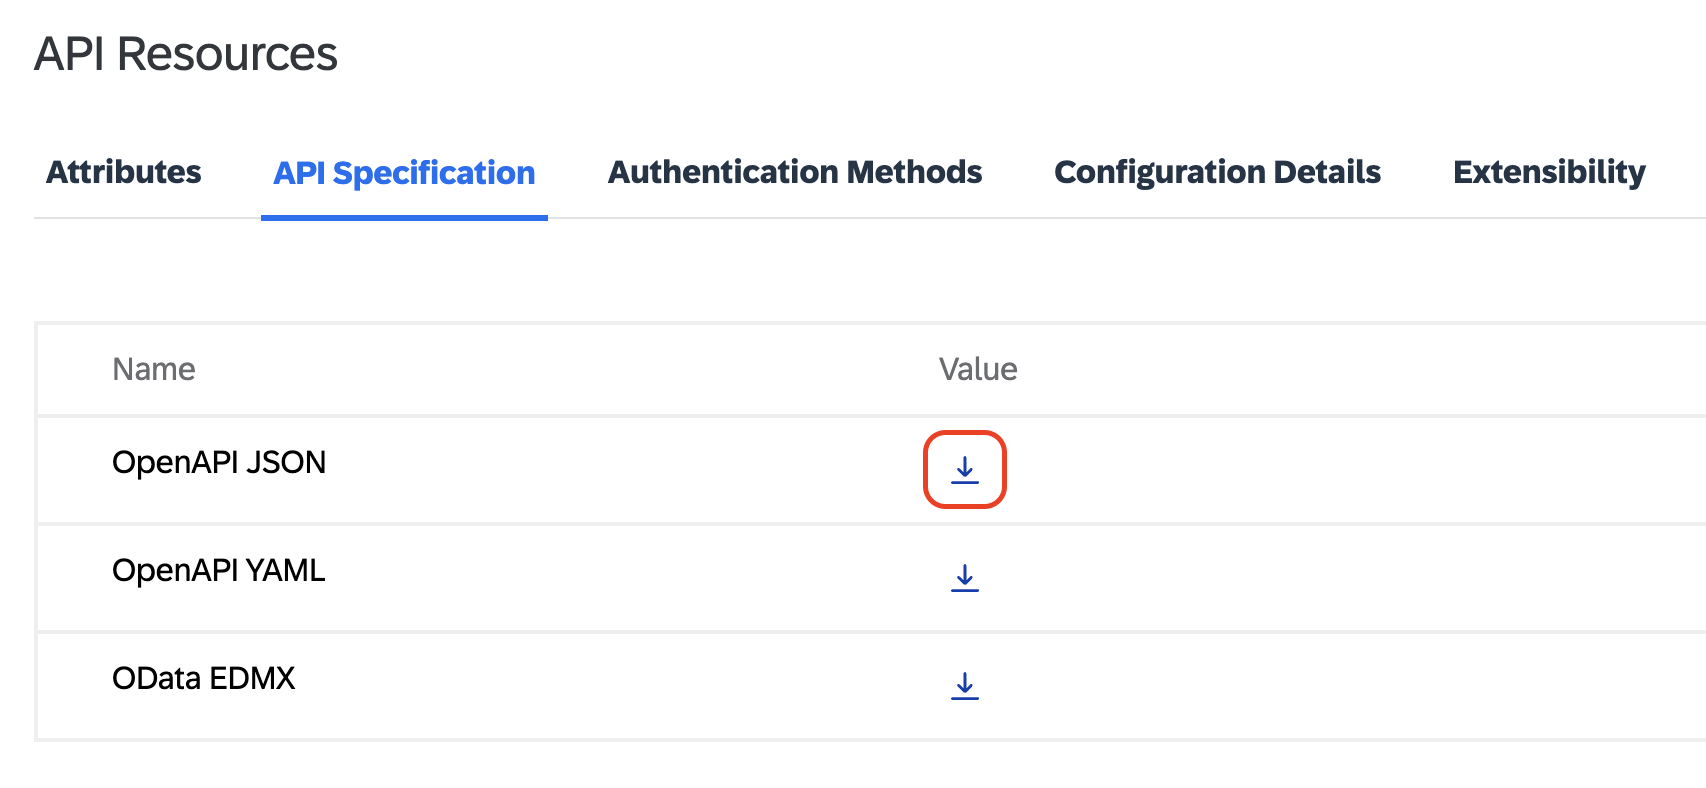 API Resources
Attributes API Specification Authentication Methods Configuration Details Extensibility
Name Value
OpenAPI JSON
OpenAPI YAML
OData EDMX